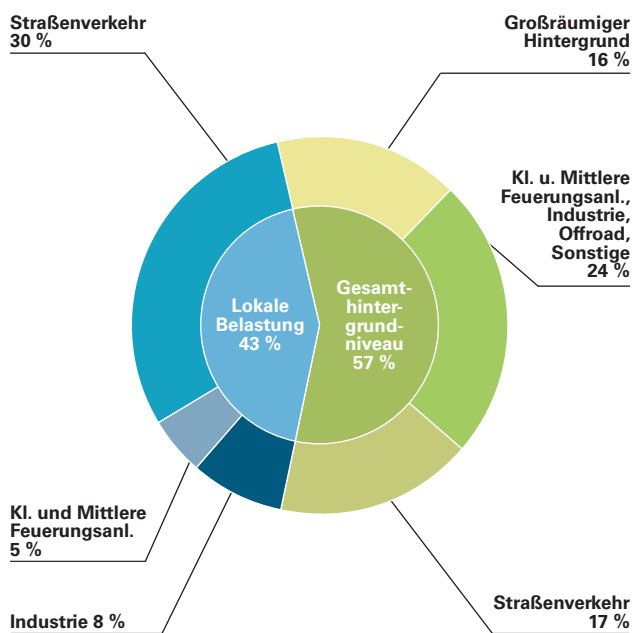 Straßenverkehr
30 %
Großräumiger
Hintergrund
16 %
Kl. u. Mittlere
Feuerungsanl.,
Industrie,
Offroad,
Sonstige
24 %
Lokale
Belastung
43 %
Gesamt-
hinter-
grund-
niveau
57 %
Kl. und Mittlere
Feuerungsanl.
5 %
Industrie 8 %
Straßenverkehr
17 %